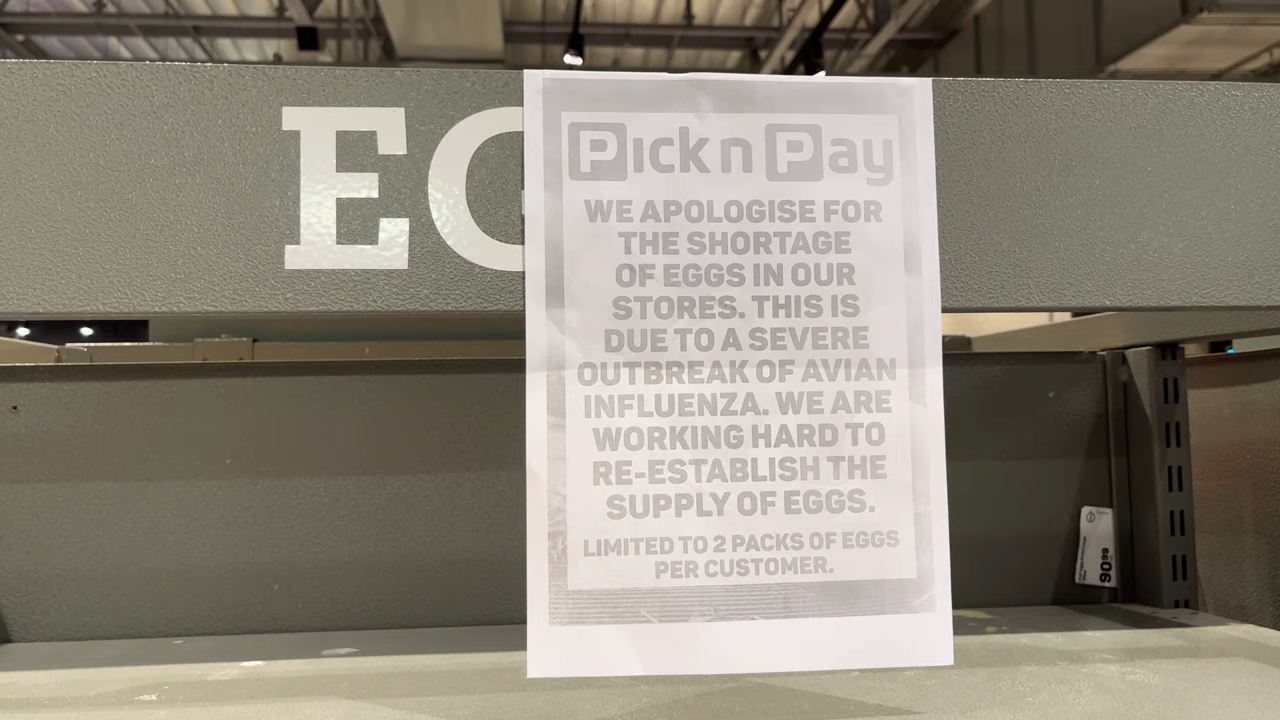 EG
Pick n Pay
WE APOLOGISE FOR
THE SHORTAGE
OF EGGS IN OUR
STORES. THIS IS
DUE TO A SEVERE
OUTBREAK OF AVIAN
INFLUENZA. WE ARE
WORKING HARD TO
RE-ESTABLISH THE
SUPPLY OF EGGS.
LIMITED TO 2 PACKS OF EGGS
PER CUSTOMER.
9099